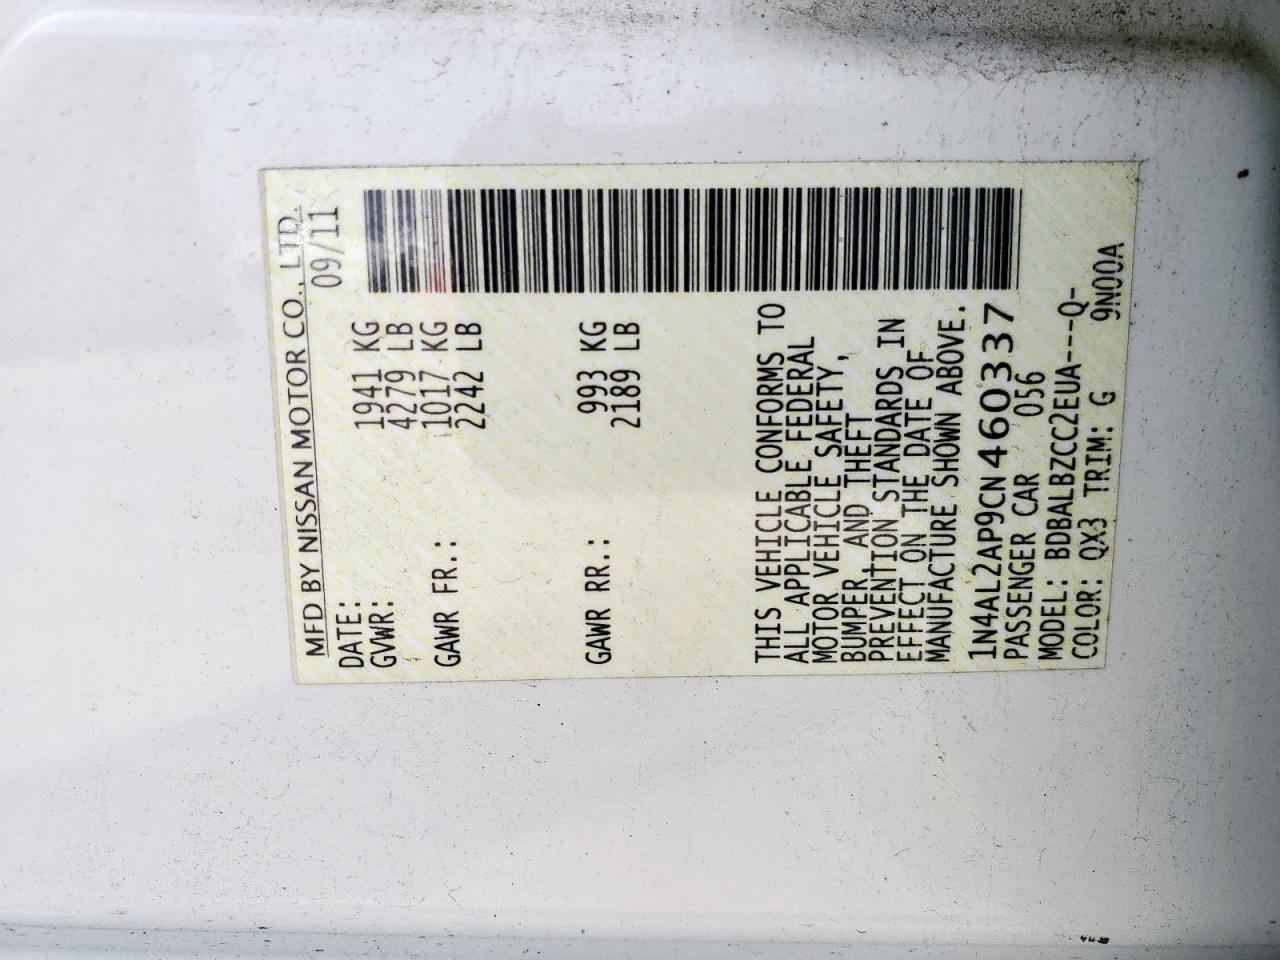 MFD BY NISSAN MOTOR CO., LTD.
DATE: 09/11
GVWR: 1941 KG
4279 LB
GAWR FR.: 1017 KG
2242 LB
GAWR RR.: 993 KG
2189 LB
THIS VEHICLE CONFORMS TO
ALL APPLICABLE FEDERAL
MOTOR VEHICLE SAFETY,
BUMPER, AND THEFT
PREVENTION STANDARDS IN
EFFECT ON THE DATE OF
MANUFACTURE SHOWN ABOVE.
1N4AL2AP9CN460337
PASSENGER CAR 056
MODEL: BDBALBZCC2EUA----Q-
COLOR: QX3 TRIM: G 9N00A